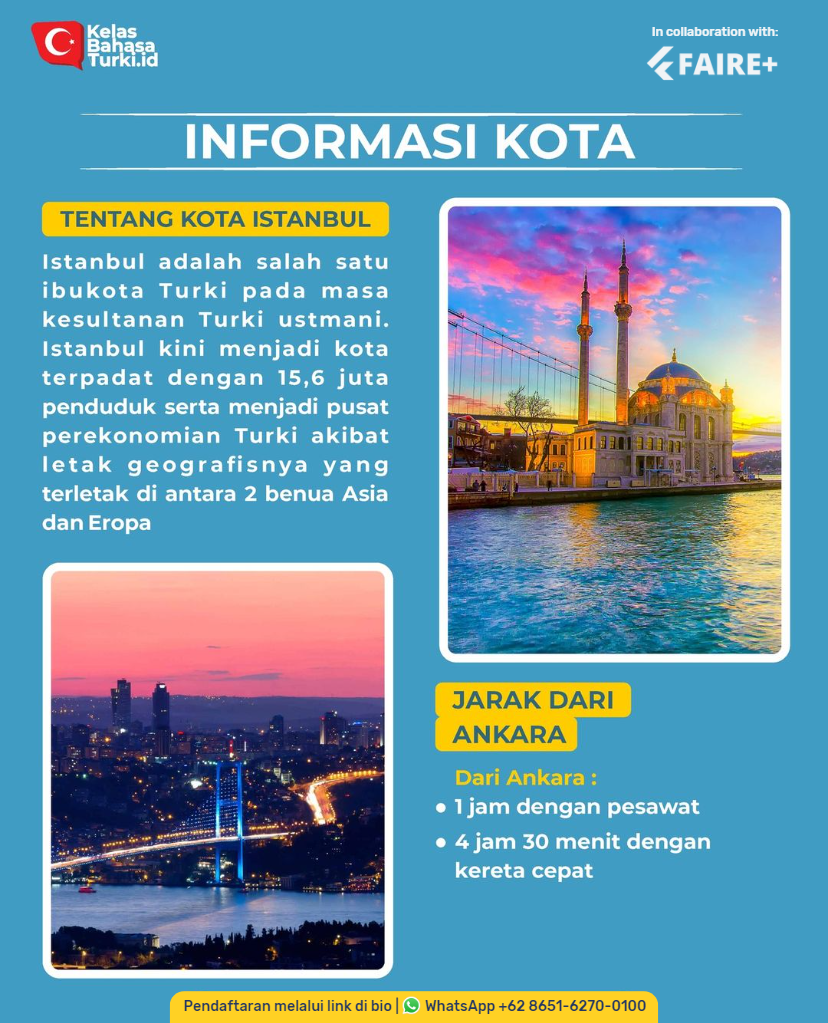 Kelas
Bahasa
Turki.id
In collaboration with:
FAIRE+
INFORMASI KOTA
TENTANG KOTA ISTANBUL
Istanbul adalah salah satu
ibukota Turki pada masa
kesultanan Turki ustmani.
Istanbul kini menjadi kota
terpadat dengan 15,6 juta
penduduk serta menjadi pusat
perekonomian Turki akibat
letak geografisnya yang
terletak di antara 2 benua Asia
dan Eropa
JARAK DARI
ANKARA
Dari Ankara :
● 1 jam dengan pesawat
● 4 jam 30 menit dengan
kereta cepat
Pendaftaran melalui link di bio | WhatsApp +62 8651-6270-0100